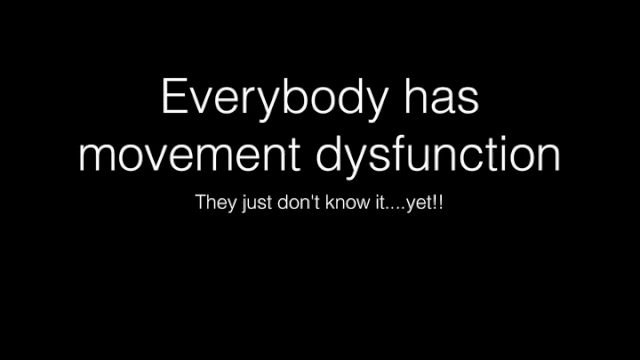 Everybody has
movement dysfunction
They just don't know it....yet!!